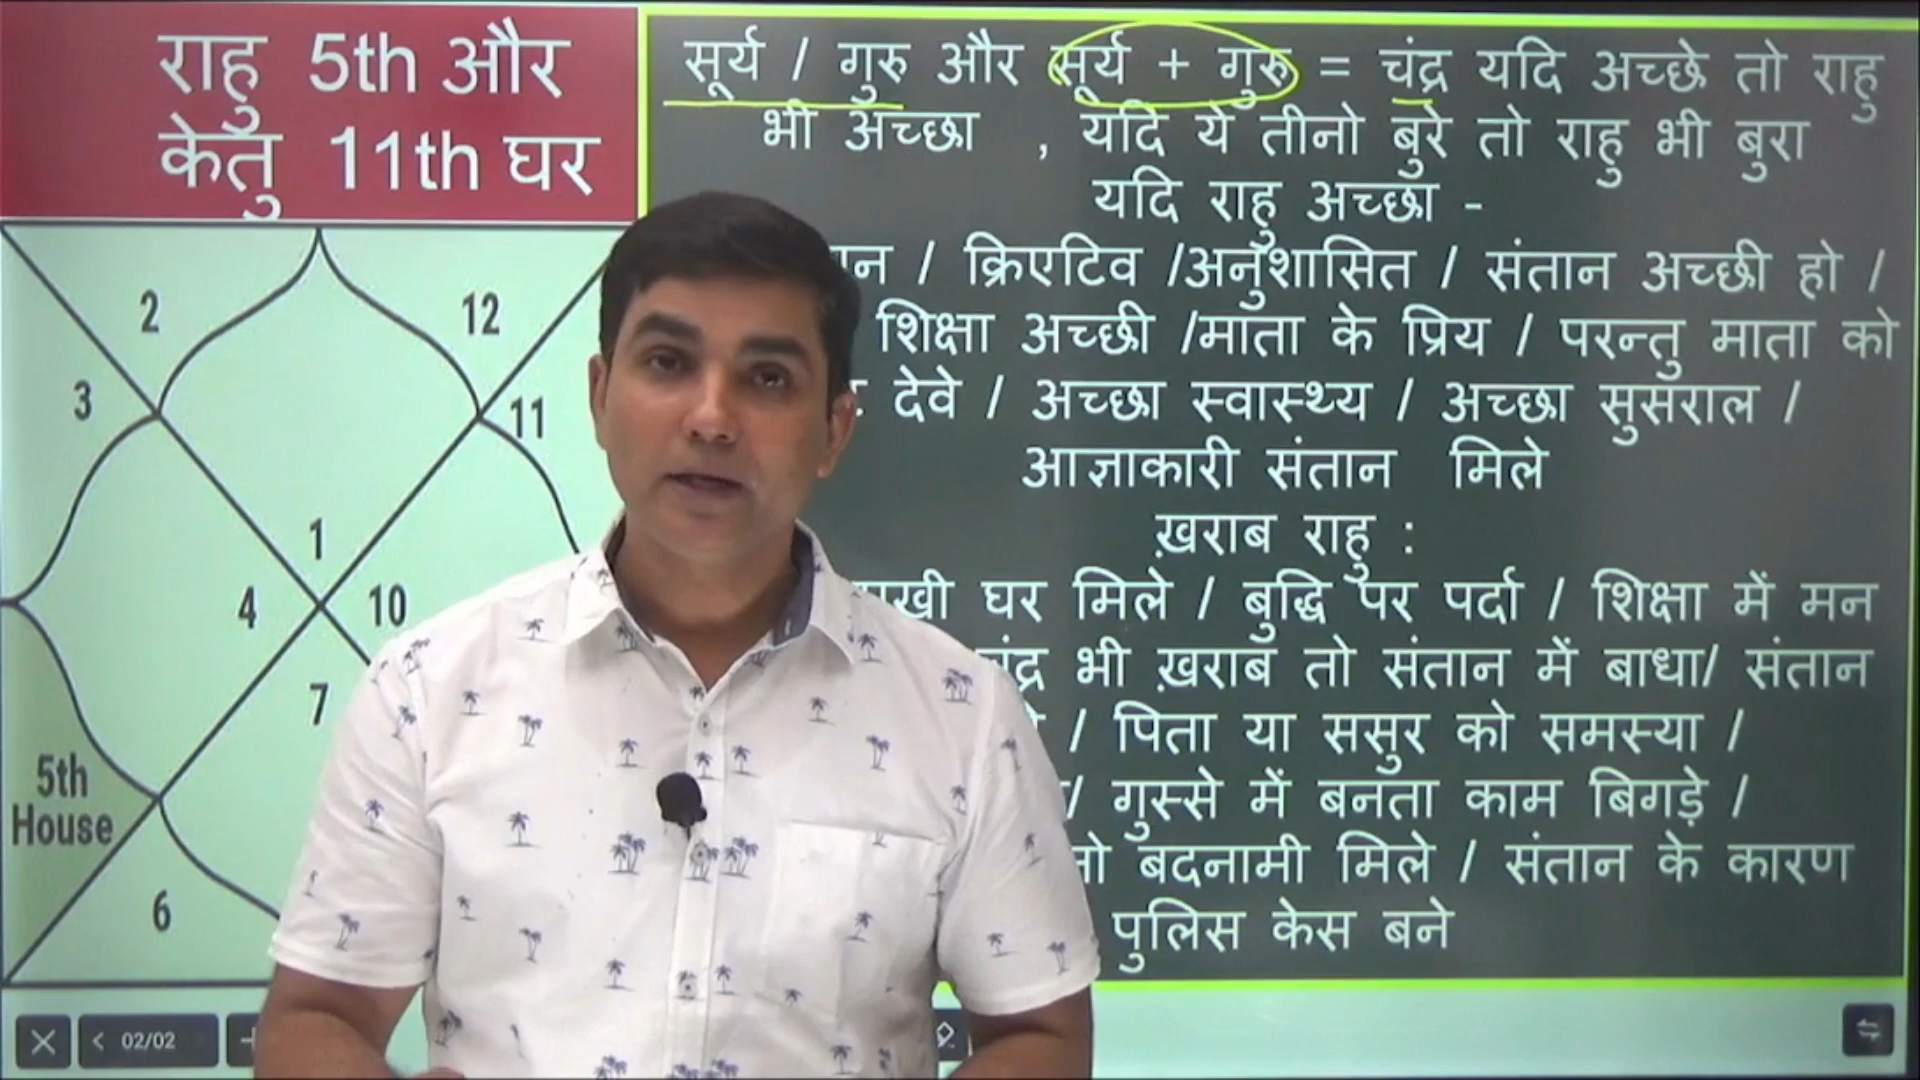 राहु 5th और
केतु 11th घर
सूर्य / गुरु और सूर्य + गुरु = चंद्र यदि अच्छे तो राहु
भी अच्छा , यदि ये तीनो बुरे तो राहु भी बुरा
यदि राहु अच्छा -
/ क्रिएटिव /अनुशासित / संतान अच्छी हो /
शिक्षा अच्छी /माता के प्रिय / परन्तु माता को
देवे / अच्छा स्वास्थ्य / अच्छा सुसराल /
आज्ञाकारी संतान मिले
ख़राब राहु :
घर मिले / बुद्धि पर पर्दा / शिक्षा में मन
भी ख़राब तो संतान में बाधा/ संतान
/ पिता या ससुर को समस्या /
/ गुस्से में बनता काम बिगड़े /
बदनामी मिले / संतान के कारण
पुलिस केस बने
2
12
3
11
1
4
10
7
5th
House
6
02/02